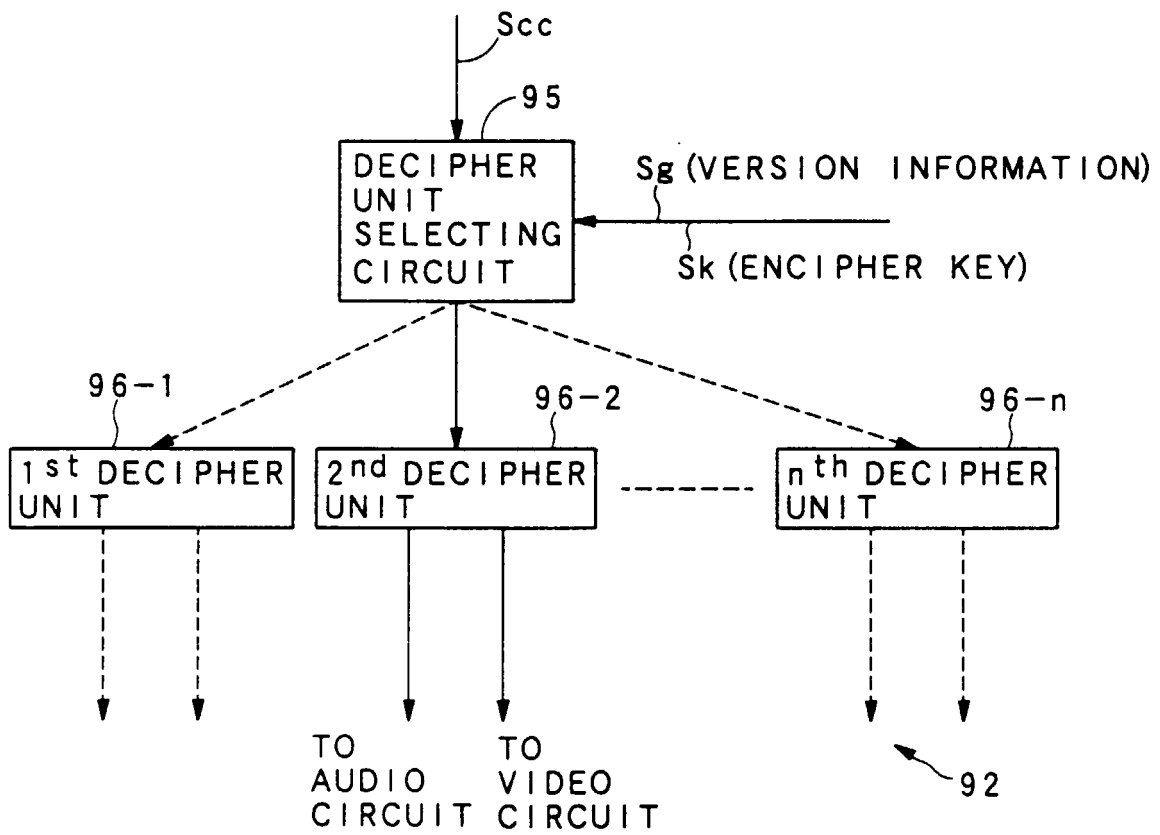 Scc
95
DECIPHER
UNIT
SELECTING
CIRCUIT
Sg (VERSION INFORMATION)
Sk (ENCIPHER KEY)
96-1
96-2
96-n
1st DECIPHER
UNIT
2nd DECIPHER
UNIT
nth DECIPHER
UNIT
TO
AUDIO
CIRCUIT
TO
VIDEO
CIRCUIT
92